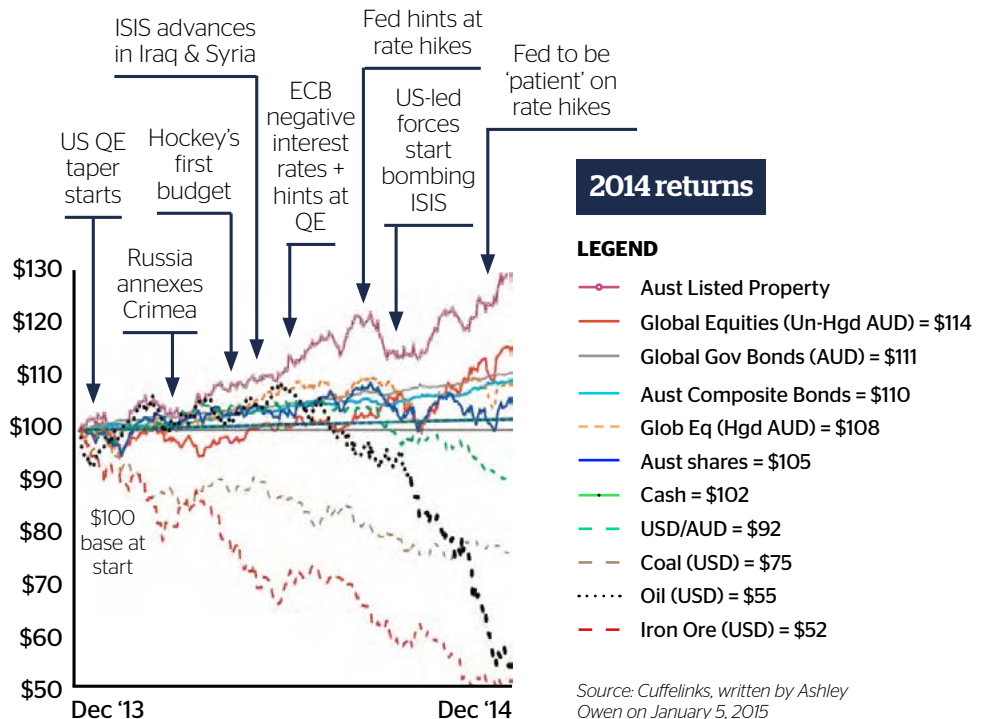 ISIS advances
in Iraq & Syria
Fed hints at
rate hikes
Fed to be
‘patient’ on
rate hikes
US QE
taper
starts
Hockey’s
first
budget
ECB
negative
interest
rates +
hints at
QE
US-led
forces
start
bombing
ISIS
Russia
annexes
Crimea
$130
$120
$110
$100
$90
$80
$70
$60
$50
$100
base at
start
Dec ‘13
Dec ‘14
2014 returns
LEGEND
Aust Listed Property
Global Equities (Un-Hgd AUD) = $114
Global Gov Bonds (AUD) = $111
Aust Composite Bonds = $110
Glob Eq (Hgd AUD) = $108
Aust shares = $105
Cash = $102
USD/AUD = $92
Coal (USD) = $75
Oil (USD) = $55
Iron Ore (USD) = $52
Source: Cuffelinks, written by Ashley
Owen on January 5, 2015